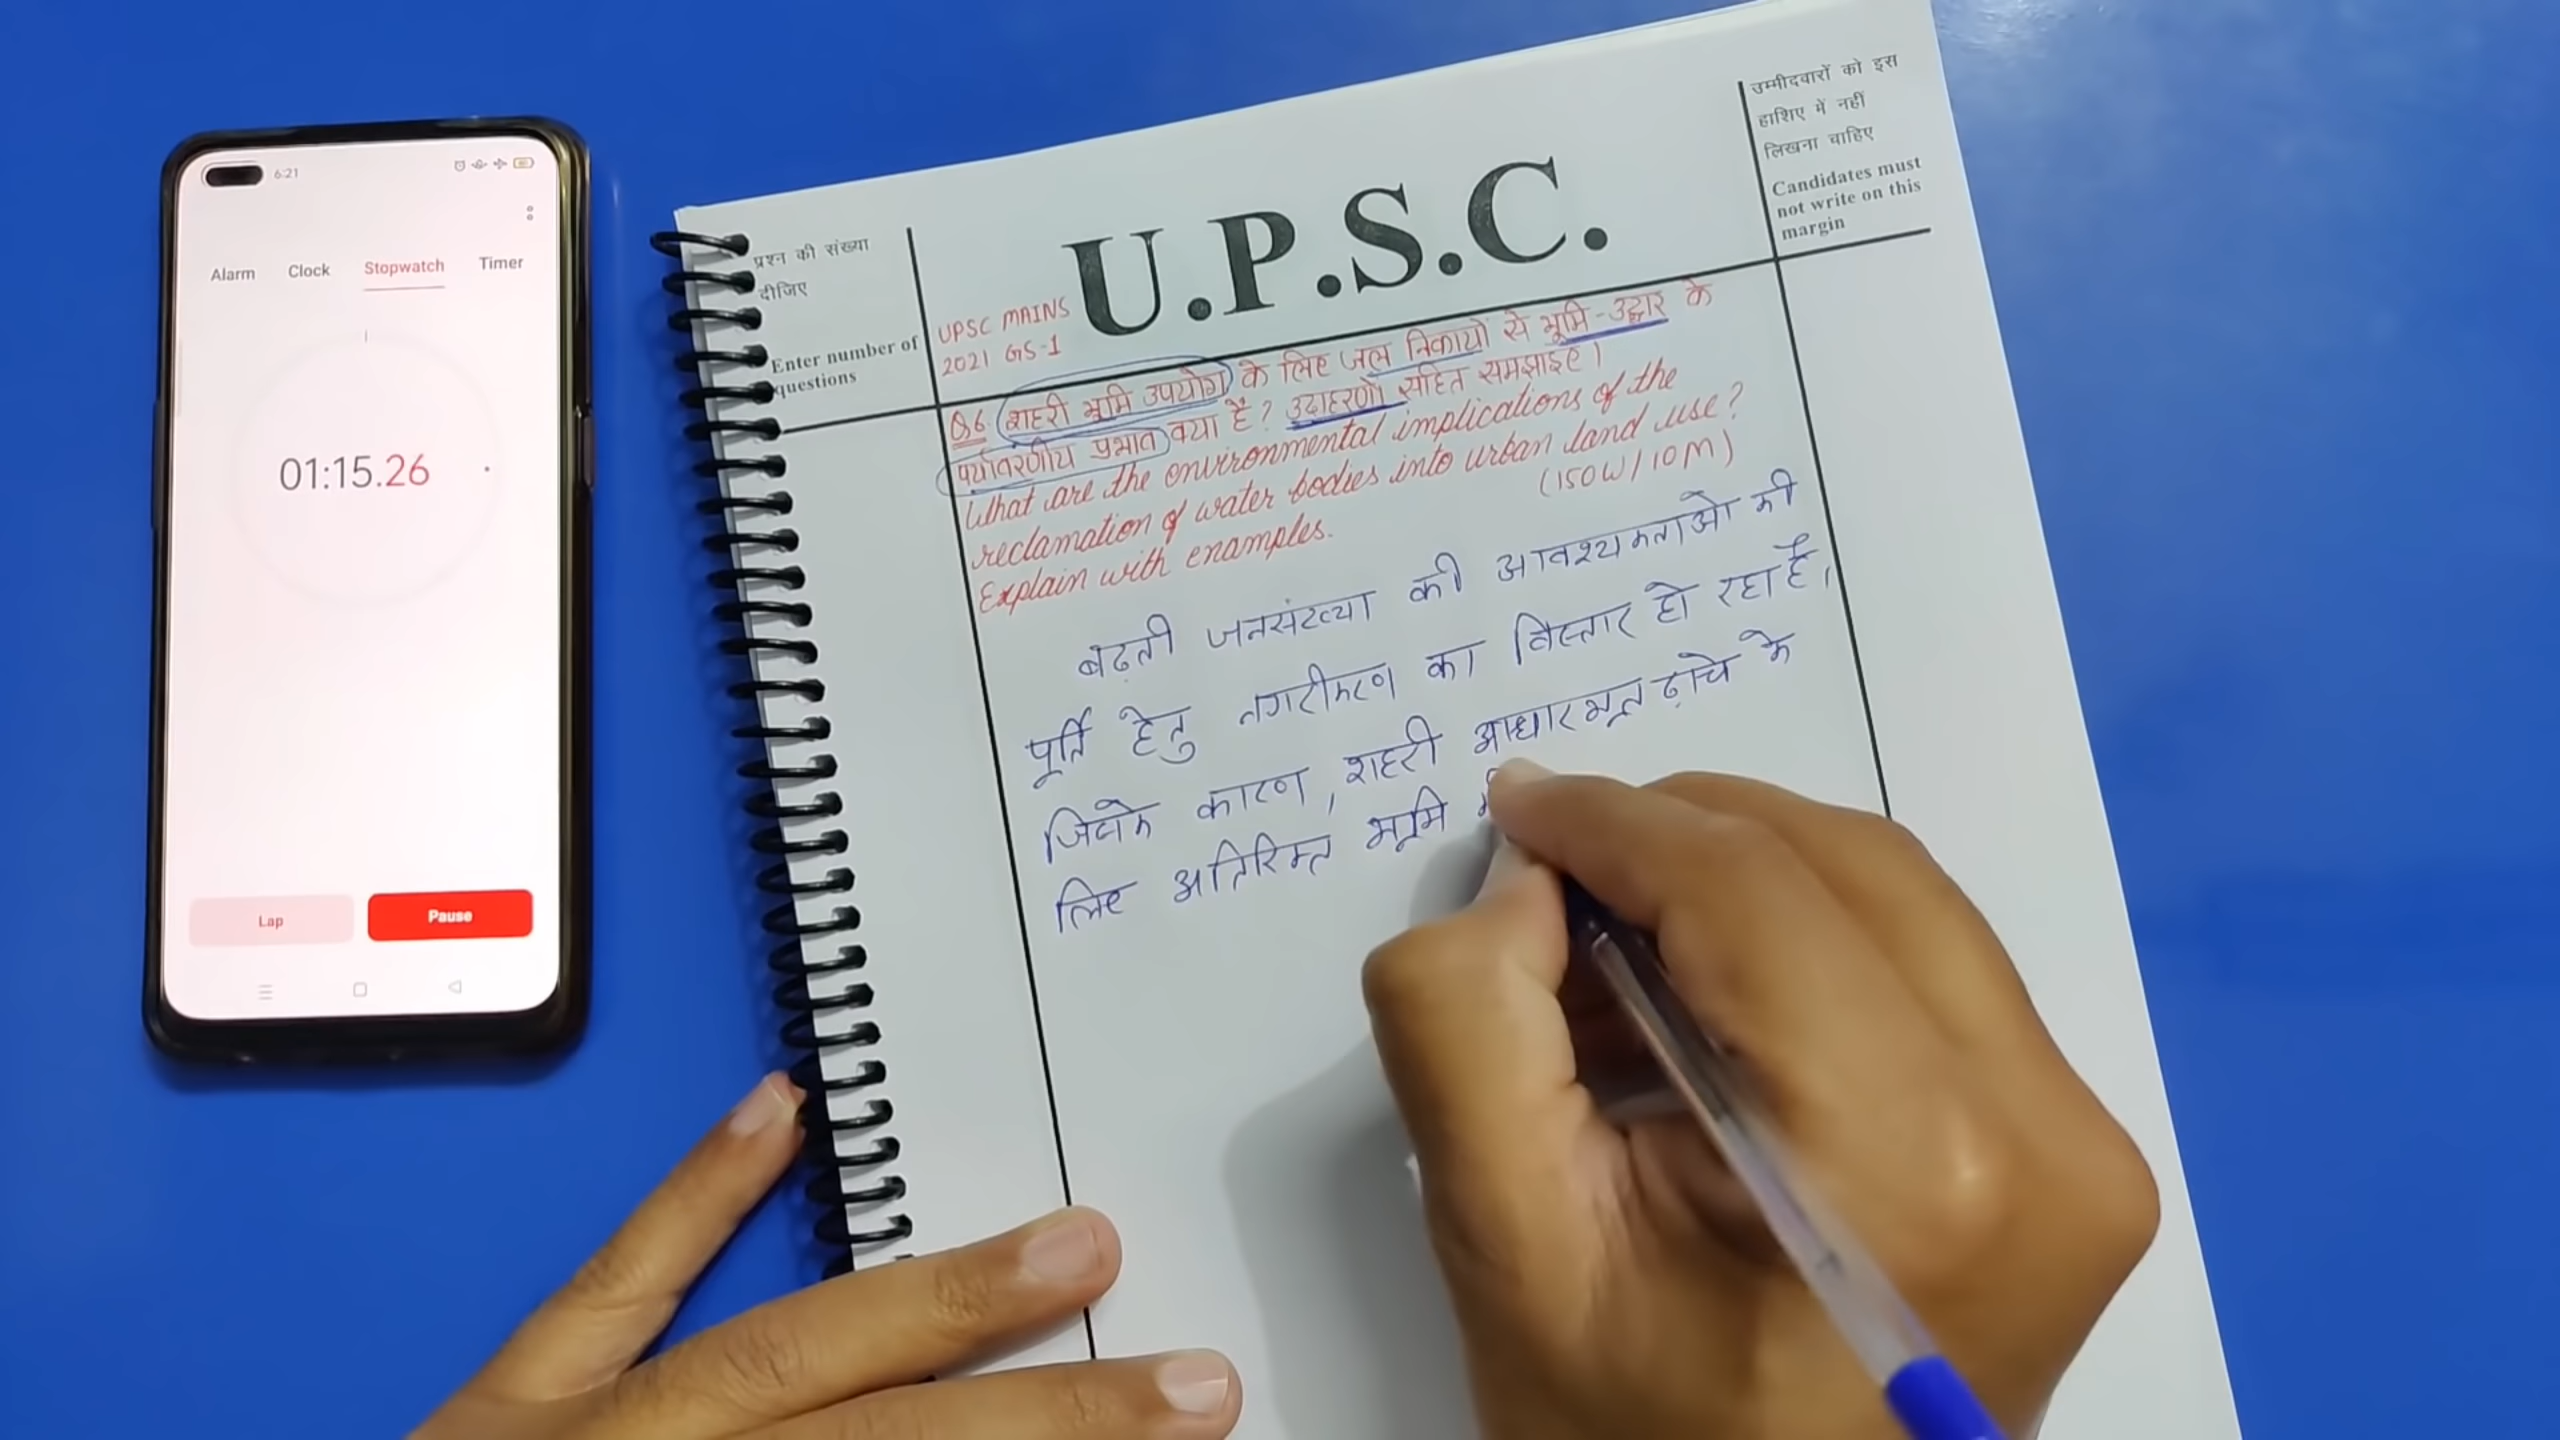 6:21
Alarm Clock Stopwatch Timer
01:15.26
Lap Pause
प्रश्न की संख्या
दीजिए
Enter number of
questions
U.P.S.C.
उम्मीदवारों को इस
हाशिए में नहीं
लिखना चाहिए
Candidates must
not write on this
margin
UPSC MAINS
2021 GS-1
Q6. शहरी भूमि उपयोग के लिए जल निकायों से भूमि-उद्धार के
पर्यावरणीय प्रभाव क्या हैं? उदाहरणों सहित समझाइए।
What are the environmental implications of the
reclamation of water bodies into urban land use?
Explain with enamples.
(150W/10M)
बढ़ती जनसंख्या की आवश्यकताओ की
पूर्ति हेतु नगरीकरण का विस्तार हो रहा है,
जिसके कारण, शहरी आधारभूत ढ़ाचे के
लिए अतिरिक्त भूमि